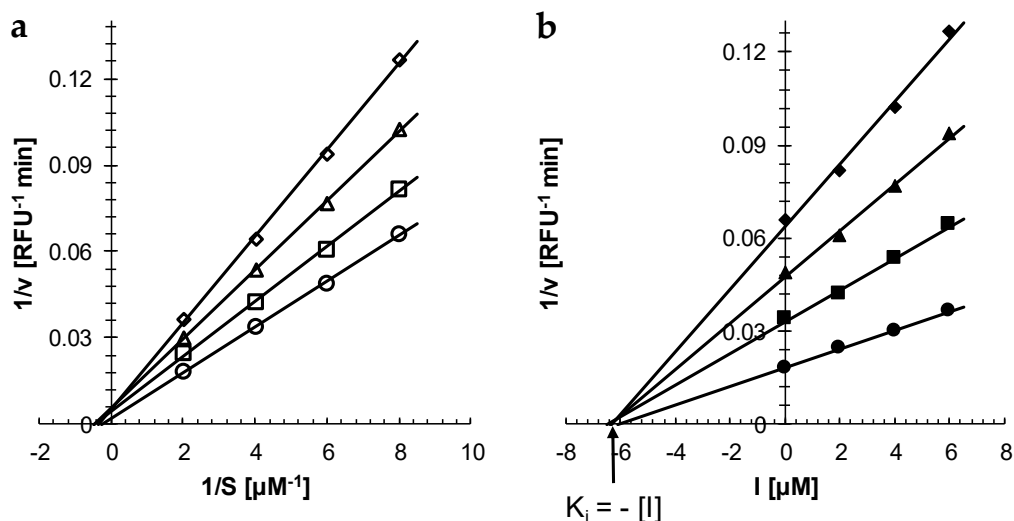 a
0.12
0.09
0.06
0.03
0
-2 0 2 4 6 8 10
1/v [RFU⁻¹ min]
1/S [µM⁻¹]
b
0.12
0.09
0.06
0.03
0
-8 -6 -4 -2 0 2 4 6 8
1/v [RFU⁻¹ min]
I [µM]
Kᵢ = - [I]